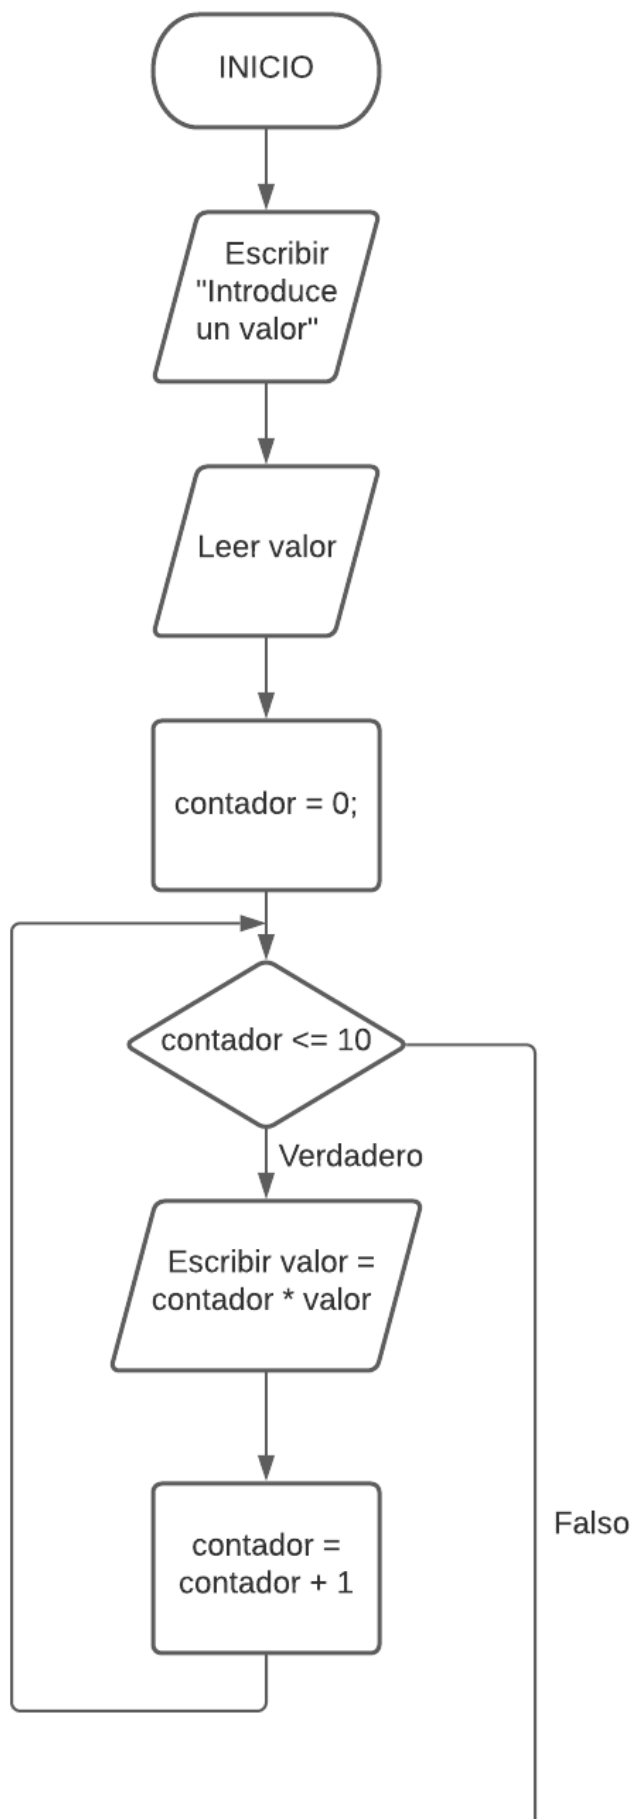 INICIO
Escribir
"Introduce
un valor"
Leer valor
contador = 0;
contador <= 10
Verdadero
Escribir valor =
contador * valor
contador =
contador + 1
Falso